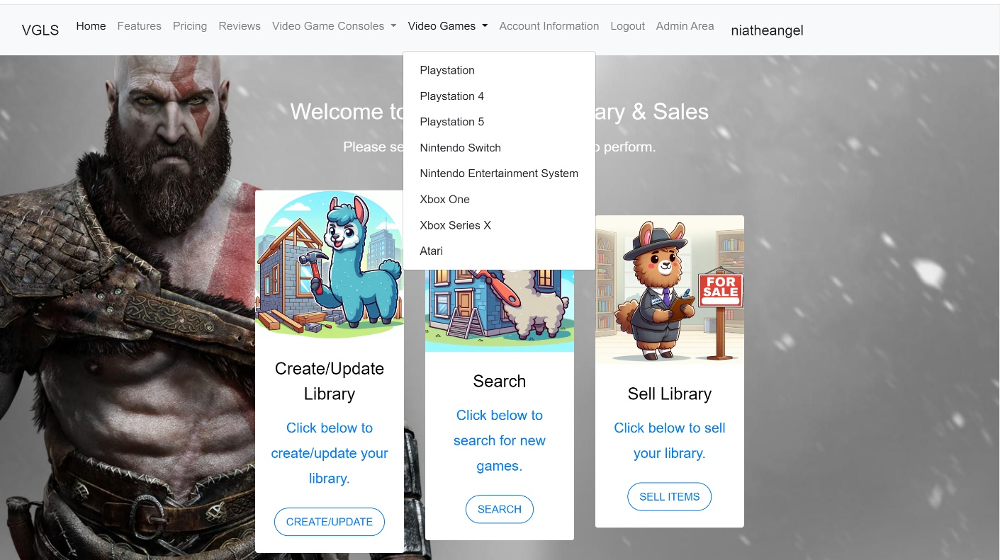 VGLS
Home
Features
Pricing
Reviews
Video Game Consoles
Video Games
Account Information
Logout
Admin Area
niatheangel
Playstation
Playstation 4
Playstation 5
Nintendo Switch
Nintendo Entertainment System
Xbox One
Xbox Series X
Atari
Welcome to ary & Sales
Please se perform.
FOR
SALE
Create/Update
Library
Click below to
create/update your
library.
CREATE/UPDATE
Search
Click below to
search for new
games.
SEARCH
Sell Library
Click below to sell
your library.
SELL ITEMS